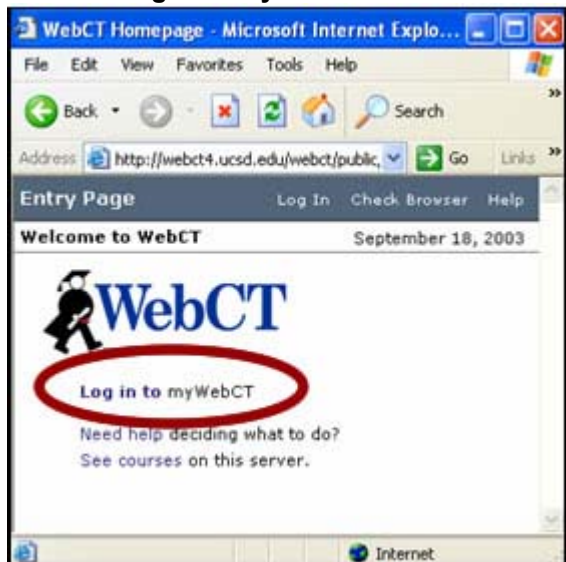 WebCT Homepage - Microsoft Internet Explo...
File Edit View Favorites Tools Help
Back Search »
Address http://webct4.ucsd.edu/webct/public, Go Links »
Entry Page Log In Check Browser Help
Welcome to WebCT September 18, 2003
WebCT
Log in to myWebCT
Need help deciding what to do?
See courses on this server.
Internet